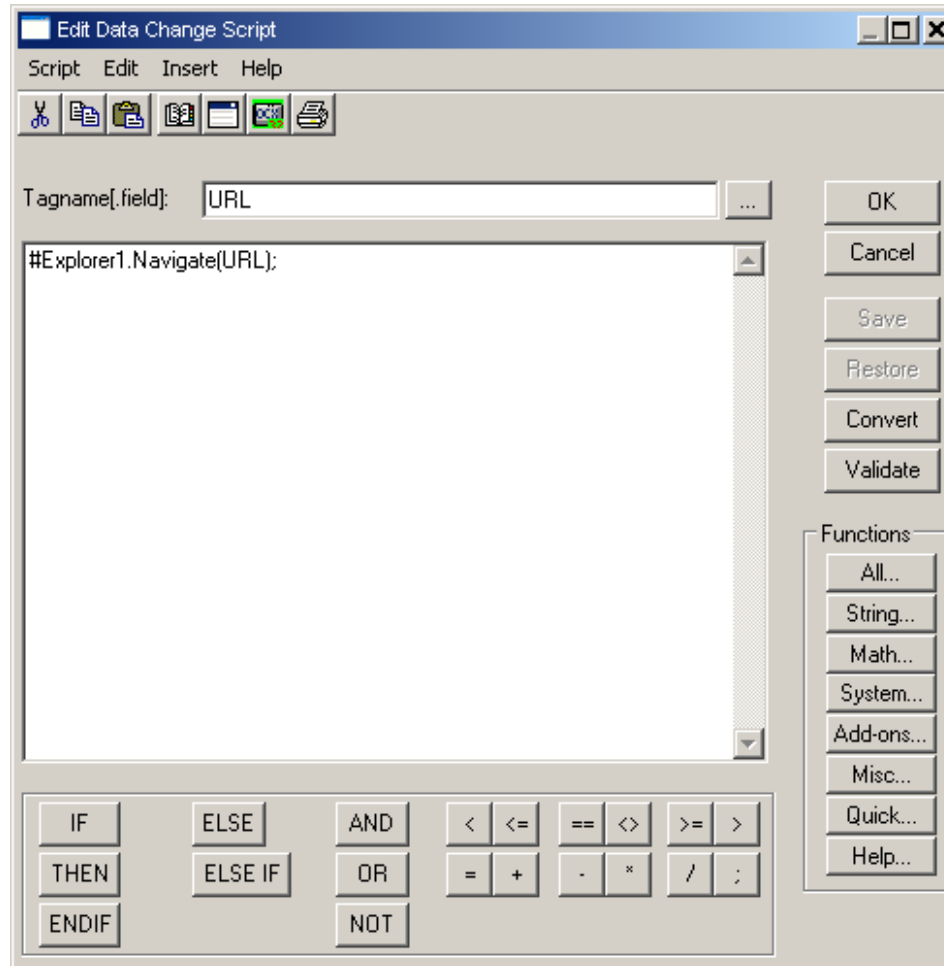 Edit Data Change Script
Script Edit Insert Help
Tagname[.field]: URL ...
#Explorer1.Navigate(URL);
OK
Cancel
Save
Restore
Convert
Validate
Functions
All...
String...
Math...
System...
Add-ons...
Misc...
Quick...
Help...
IF ELSE AND < <= == <> >= >
THEN ELSE IF OR = + - * / ;
ENDIF NOT